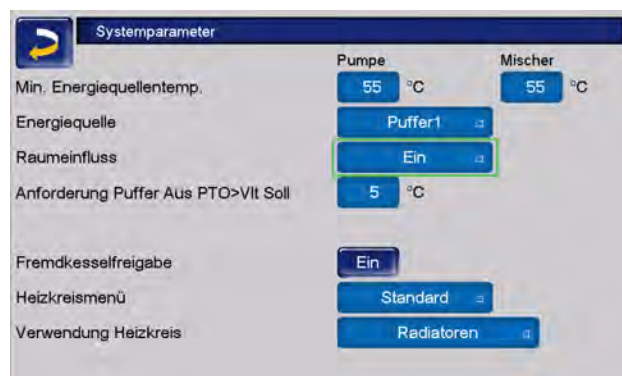 Systemparameter
Pumpe Mischer
Min. Energiequellentemp. 55 °C 55 °C
Energiequelle Puffer1
Raumeinfluss Ein
Anforderung Puffer Aus PTO>Vlt Soll 5 °C
Fremdkesselfreigabe Ein
Heizkreismenü Standard
Verwendung Heizkreis Radiatoren